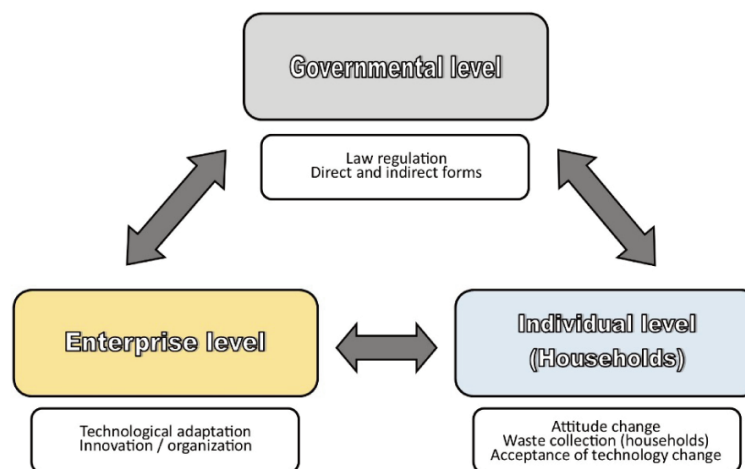 Governmental level
Law regulation
Direct and indirect forms
Enterprise level
Individual level
(Households)
Technological adaptation
Innovation / organization
Attitude change
Waste collection (households)
Acceptance of technology change